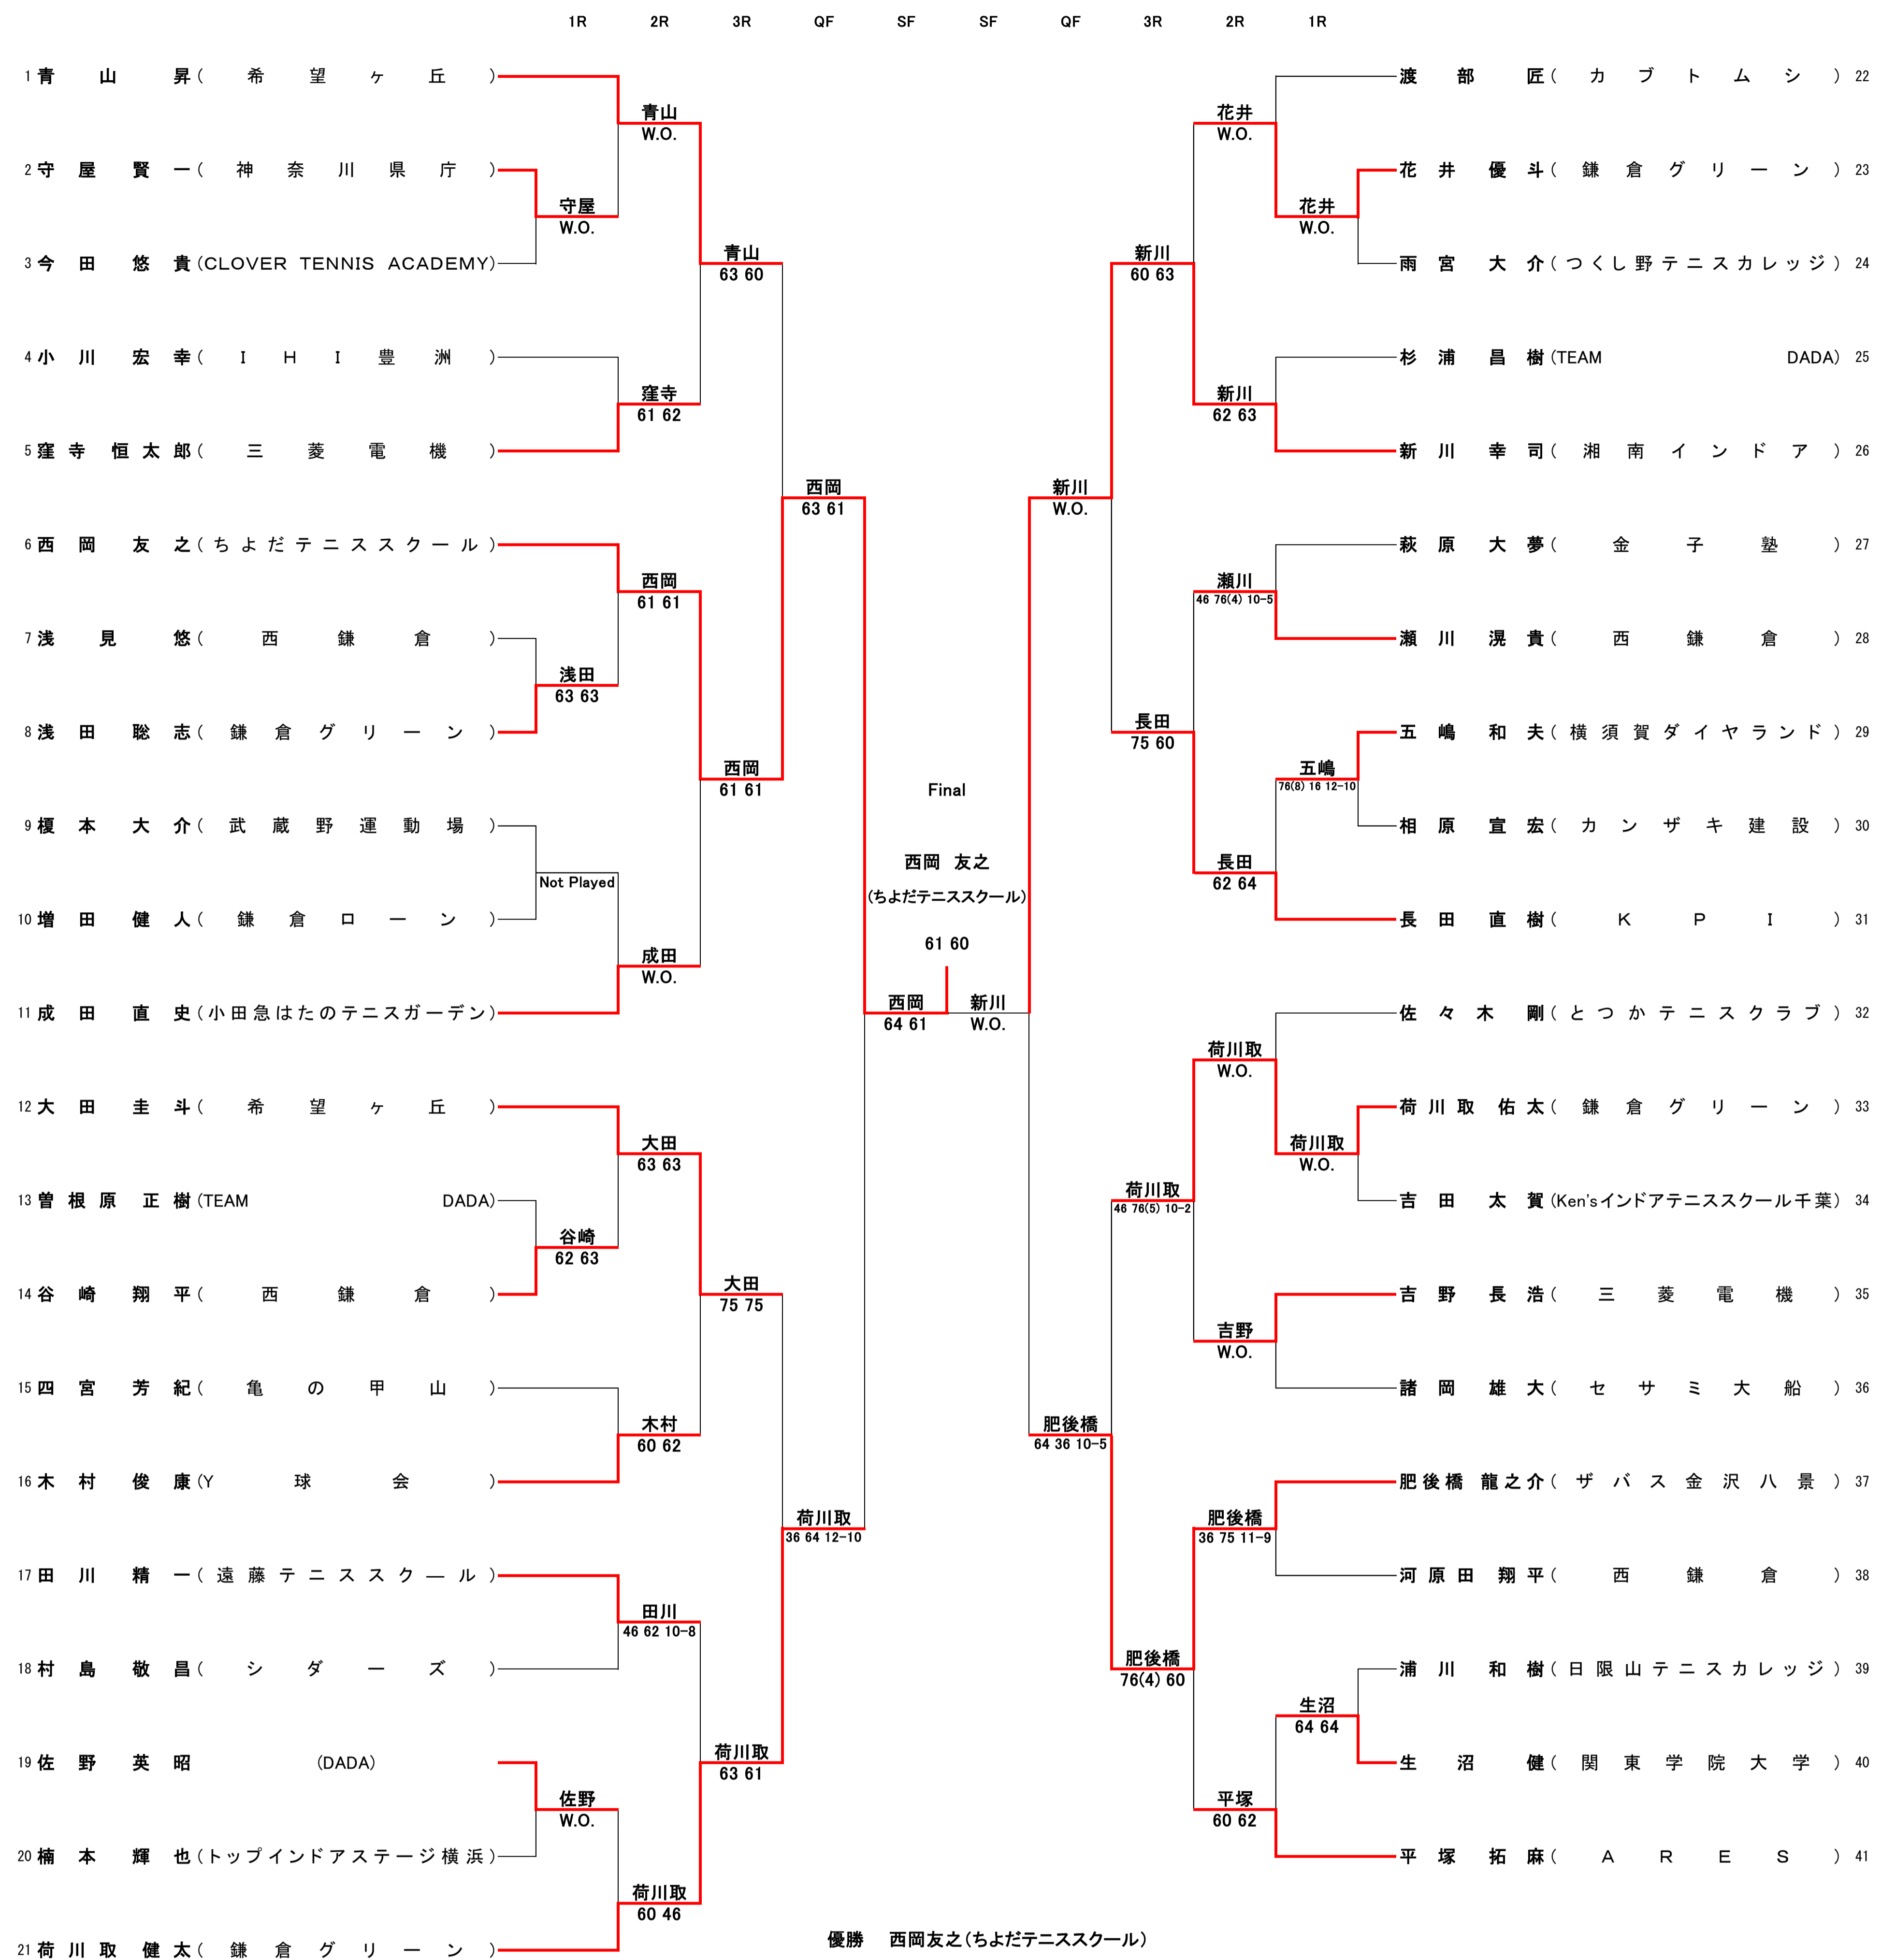 1R 2R 3R QF SF SF QF 3R 2R 1R
1 青山 昇 (希望ヶ丘)
青山
W.O.
2 守屋 賢一 (神奈川県庁)
守屋
W.O.
3 今田 悠貴 (CLOVER TENNIS ACADEMY)
青山
63 60
4 小川 宏幸 (IHI豊洲)
窪寺
61 62
5 窪寺 恒太郎 (三菱電機)
西岡
63 61
6 西岡 友之 (ちよだテニススクール)
西岡
61 61
7 浅見 悠 (西鎌倉)
浅田
63 63
8 浅田 聡志 (鎌倉グリーン)
西岡
61 61
9 榎本 大介 (武蔵野運動場)
Not Played
10 増田 健人 (鎌倉ローン)
成田
W.O.
11 成田 直史 (小田急はたのテニスガーデン)
西岡
64 61
12 大田 圭斗 (希望ヶ丘)
大田
63 63
13 曽根原 正樹 (TEAM DADA)
谷崎
62 63
14 谷崎 翔平 (西鎌倉)
大田
75 75
15 四宮 芳紀 (亀の甲山)
木村
60 62
16 木村 俊康 (Y球会)
荷川取
36 64 12-10
17 田川 精一 (遠藤テニススク―ル)
田川
46 62 10-8
18 村島 敬昌 (シダーズ)
荷川取
63 61
19 佐野 英昭 (DADA)
佐野
W.O.
20 楠本 輝也 (トップインドアステージ横浜)
荷川取
60 46
21 荷川取 健太 (鎌倉グリーン)
Final
西岡 友之
(ちよだテニススクール)
61 60
渡部 匠 (カブトムシ) 22
花井
W.O.
花井 優斗 (鎌倉グリーン) 23
花井
W.O.
雨宮 大介 (つくし野テニスカレッジ) 24
新川
60 63
杉浦 昌樹 (TEAM DADA) 25
新川
62 63
新川 幸司 (湘南インドア) 26
新川
W.O.
萩原 大夢 (金子塾) 27
瀬川
46 76(4) 10-5
瀬川 滉貴 (西鎌倉) 28
長田
75 60
五嶋 和夫 (横須賀ダイヤランド) 29
五嶋
76(8) 16 12-10
相原 宣宏 (カンザキ建設) 30
長田
62 64
長田 直樹 (KPI) 31
新川
W.O.
佐々木 剛 (とつかテニスクラブ) 32
荷川取
W.O.
荷川取 佑太 (鎌倉グリーン) 33
荷川取
W.O.
吉田 太賀 (Ken'sインドアテニススクール千葉) 34
荷川取
46 76(5) 10-2
吉野 長浩 (三菱電機) 35
吉野
W.O.
諸岡 雄大 (セサミ大船) 36
肥後橋
64 36 10-5
肥後橋 龍之介 (ザバス金沢八景) 37
肥後橋
36 75 11-9
河原田 翔平 (西鎌倉) 38
肥後橋
76(4) 60
浦川 和樹 (日限山テニスカレッジ) 39
生沼
64 64
生沼 健 (関東学院大学) 40
平塚
60 62
平塚 拓麻 (ARES) 41
優勝 西岡友之(ちよだテニススクール)